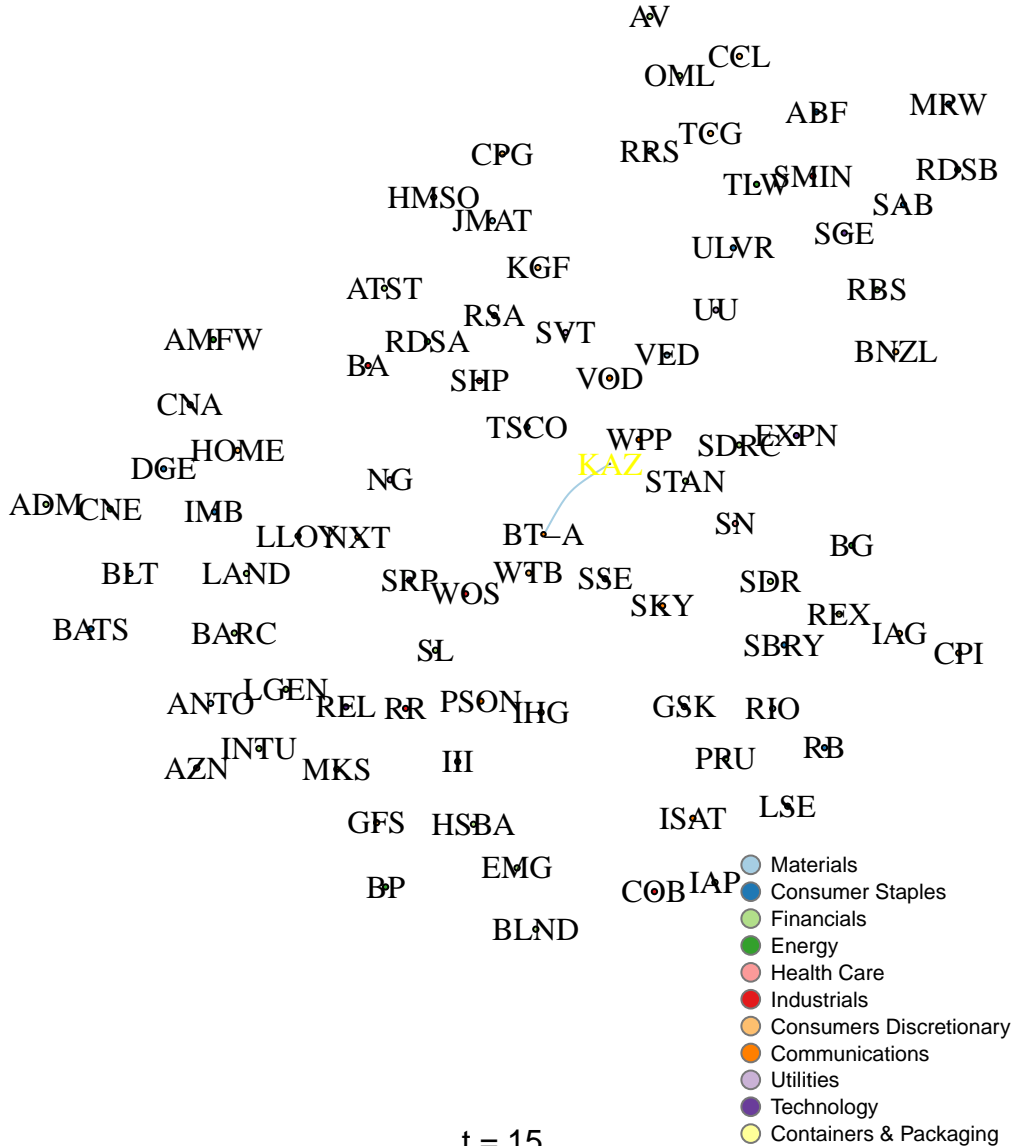 AV
CCL
OML
MRW
ABF
TCG
RRS
CPG
RDSB
SMIN
TLW
HMSO
SAB
JMAT
SGE
ULVR
KGF
ATST
RBS
UU
RSA
SVT
AMFW
RDSA
VED
BNZL
BA
VOD
SHP
CNA
TSCO
EXPN
WPP
SDRC
HOME
KAZ
DGE
NG
STAN
ADM
CNE
IMB
SN
LLOY
NXT
BT-A
BG
BLT
LAND
WTB
SRP
SSE
SDR
WOS
SKY
REX
BATS
BARC
IAG
SBRY
SL
CPI
LGEN
ANTO
PSON
REL
RR
IHG
GSK
RIO
INTU
RB
PRU
III
AZN
MKS
LSE
ISAT
GFS
HSBA
EMG
IAP
BP
COB
BLND
Materials
Consumer Staples
Financials
Energy
Health Care
Industrials
Consumers Discretionary
Communications
Utilities
Technology
Containers & Packaging
t = 15